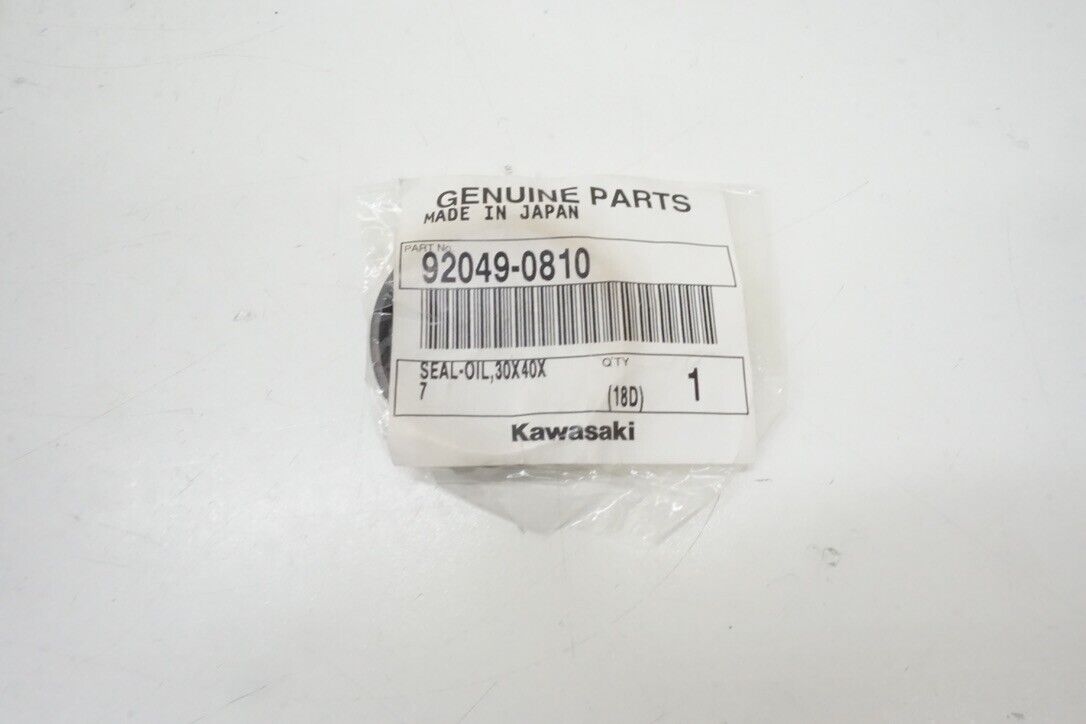 GENUINE PARTS
MADE IN JAPAN
PART No.
92049-0810
SEAL-OIL,30X40X
7
Q'TY
(18D) 1
Kawasaki